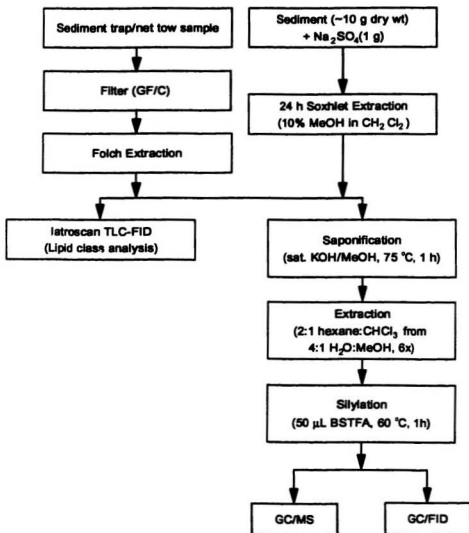 Sediment trap/net tow sample
Sediment (~10 g dry wt)
+ Na₂SO₄(1 g)
Filter (GF/C)
24 h Soxhlet Extraction
(10% MeOH in CH₂ Cl₂ )
Folch Extraction
Iatroscan TLC-FID
(Lipid class analysis)
Saponification
(sat. KOH/MeOH, 75 °C, 1 h)
Extraction
(2:1 hexane:CHCl₃ from
4:1 H₂O:MeOH, 6x)
Silylation
(50 µL BSTFA, 60 °C, 1h)
GC/MS
GC/FID